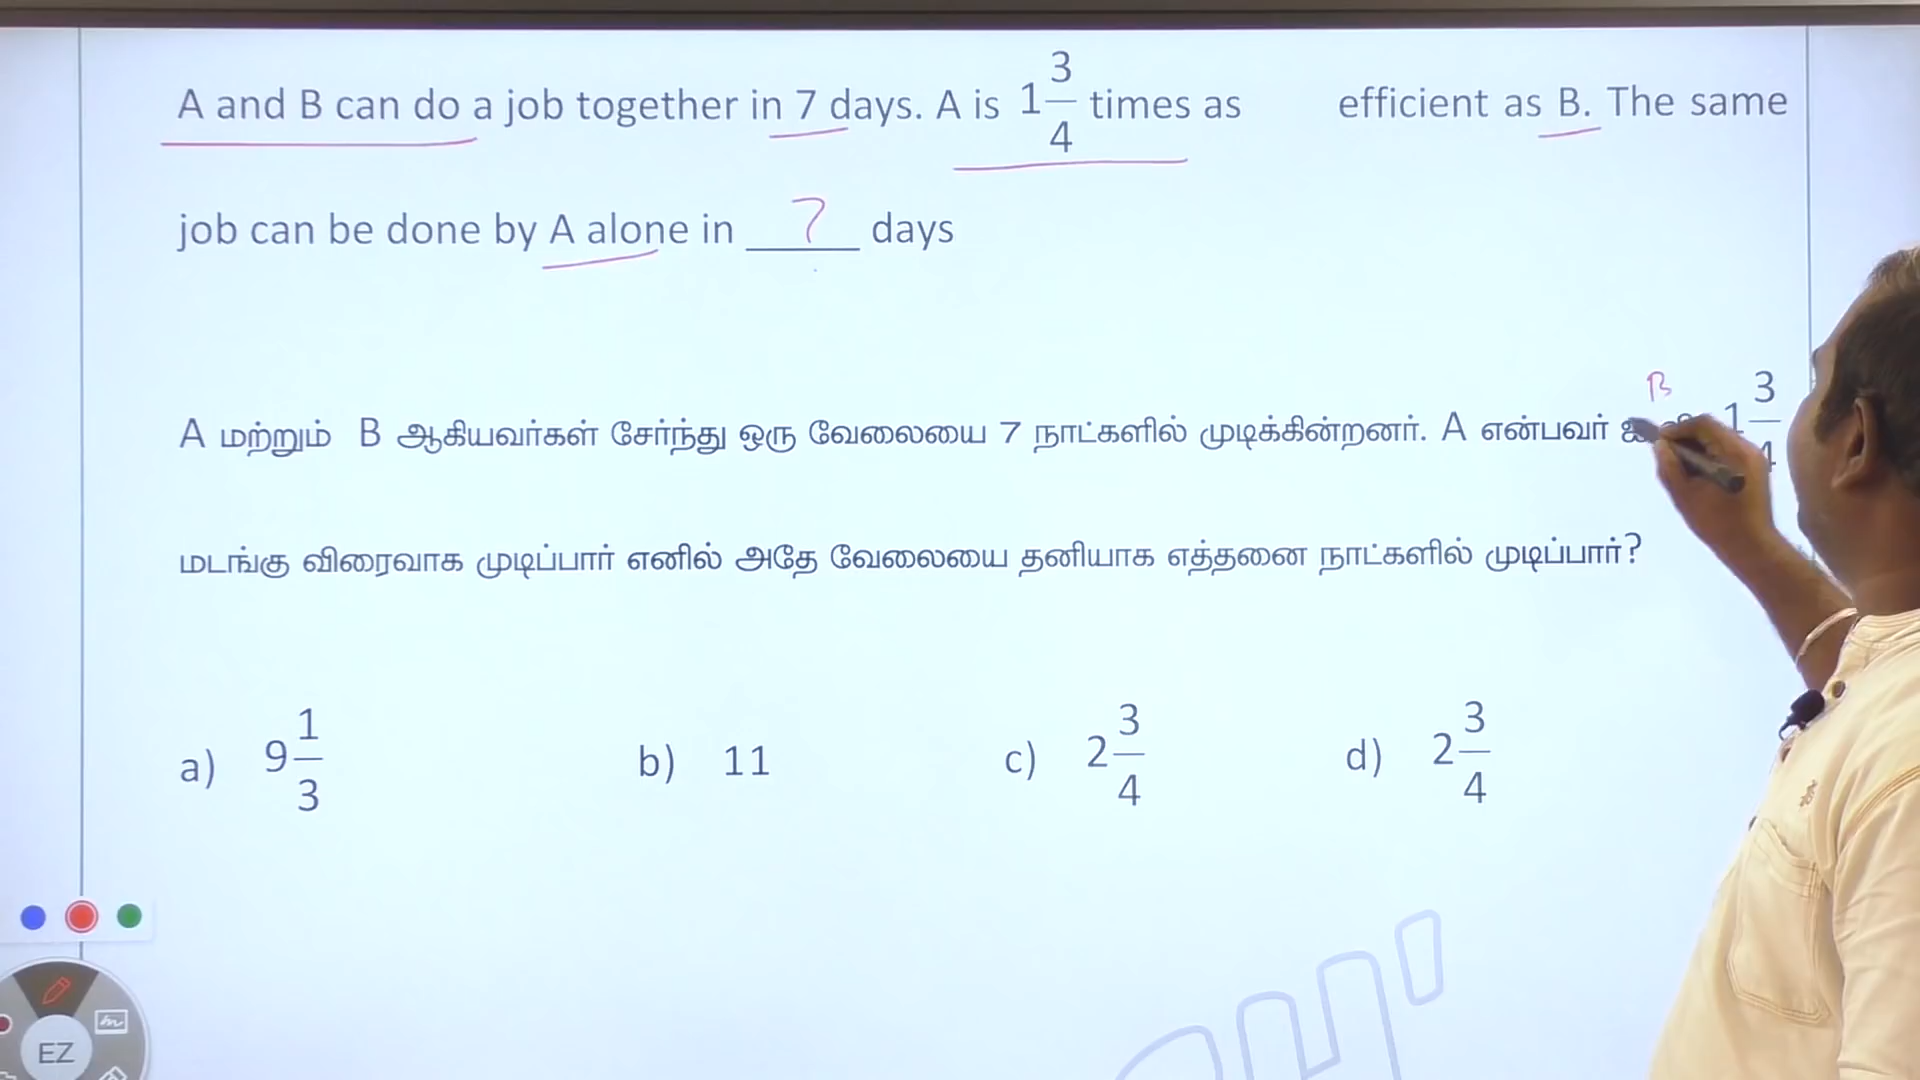 A and B can do a job together in 7 days. A is 1 3/4 times as efficient as B. The same
job can be done by A alone in ___?___ days
B
A மற்றும் B ஆகியவர்கள் சேர்ந்து ஒரு வேலையை 7 நாட்களில் முடிக்கின்றனர். A என்பவர் 1 3/4
மடங்கு விரைவாக முடிப்பார் எனில் அதே வேலையை தனியாக எத்தனை நாட்களில் முடிப்பார்?
a) 9 1/3 b) 11 c) 2 3/4 d) 2 3/4
EZ